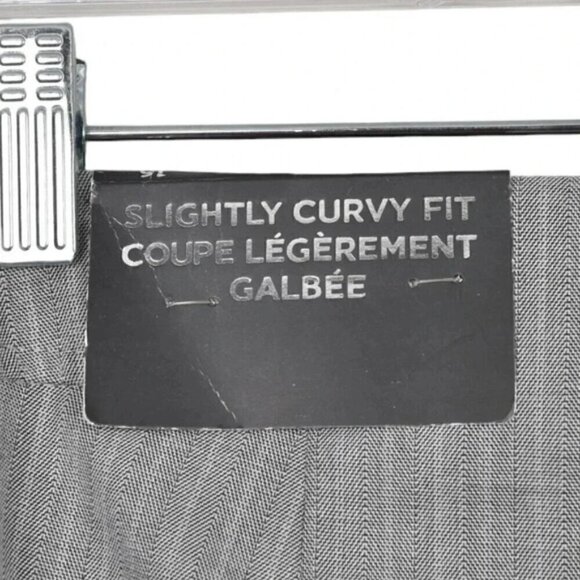 SLIGHTLY CURVY FIT
COUPE LÉGÈREMENT
GALBÉE